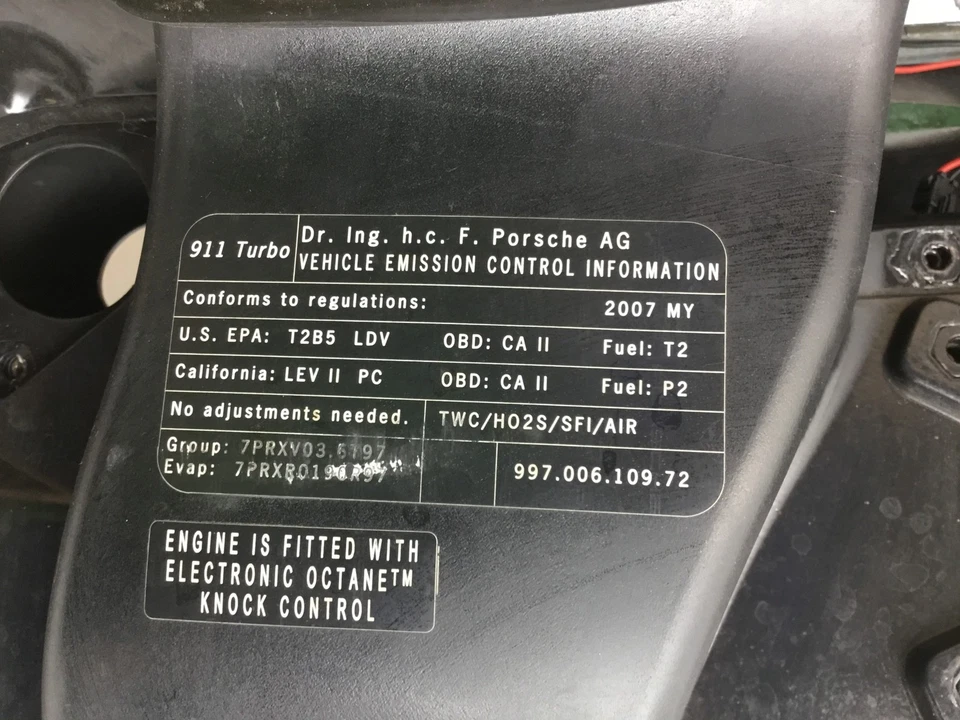 911 Turbo
Dr. Ing. h.c. F. Porsche AG
VEHICLE EMISSION CONTROL INFORMATION
Conforms to regulations: 2007 MY
U.S. EPA: T2B5 LDV OBD: CA II Fuel: T2
California: LEV II PC OBD: CA II Fuel: P2
No adjustments needed. TWC/HO2S/SFI/AIR
Group:
Evap:
997.006.109.72
ENGINE IS FITTED WITH
ELECTRONIC OCTANE™
KNOCK CONTROL